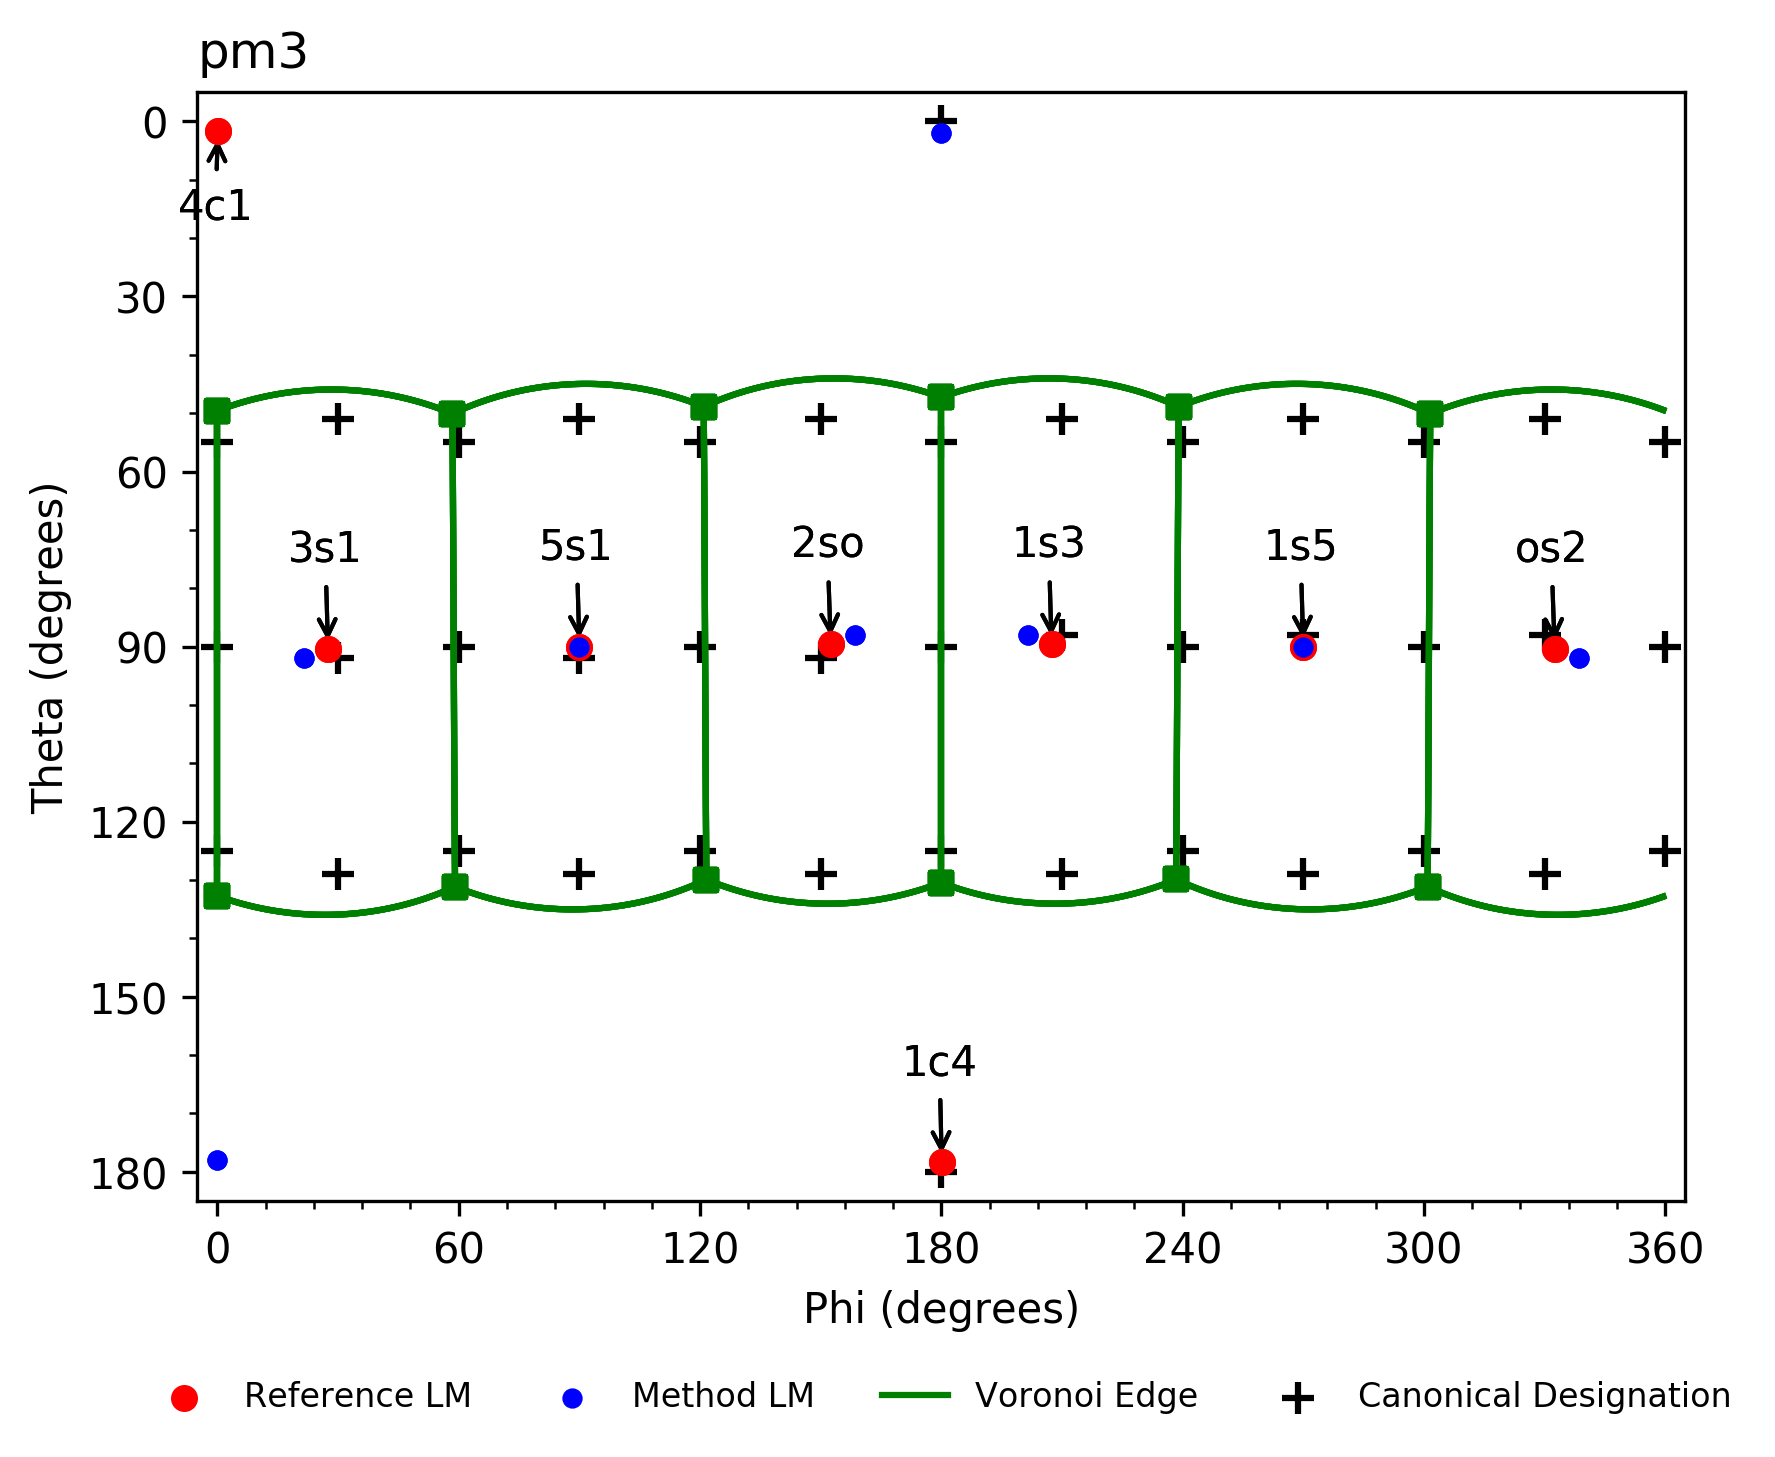 pm3
0
4c1
30
60
3s1 5s1 2so 1s3 1s5 os2
90
120
150
1c4
180
Theta (degrees)
0 60 120 180 240 300 360
Phi (degrees)
Reference LM Method LM Voronoi Edge Canonical Designation